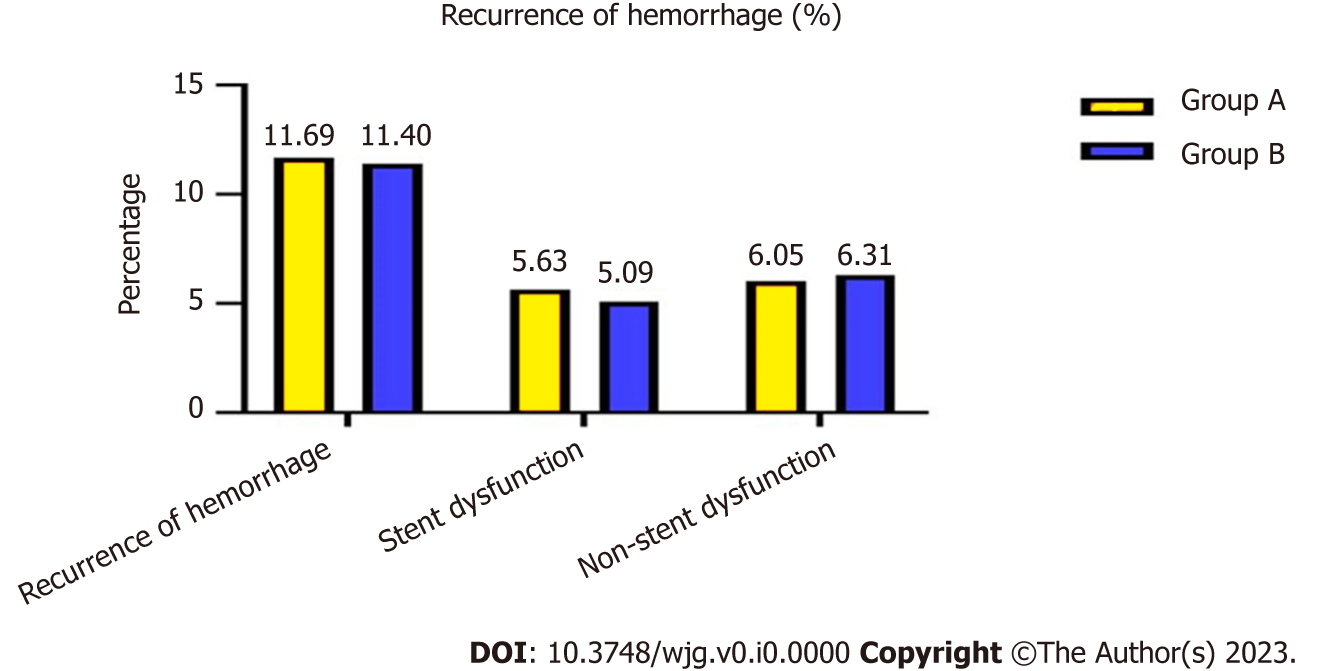 Recurrence of hemorrhage (%)
15
10
5
0
Percentage
11.69
11.40
5.63
5.09
6.05
6.31
Group A
Group B
Recurrence of hemorrhage
Stent dysfunction
Non-stent dysfunction
DOI: 10.3748/wjg.v0.i0.0000 Copyright ©The Author(s) 2023.